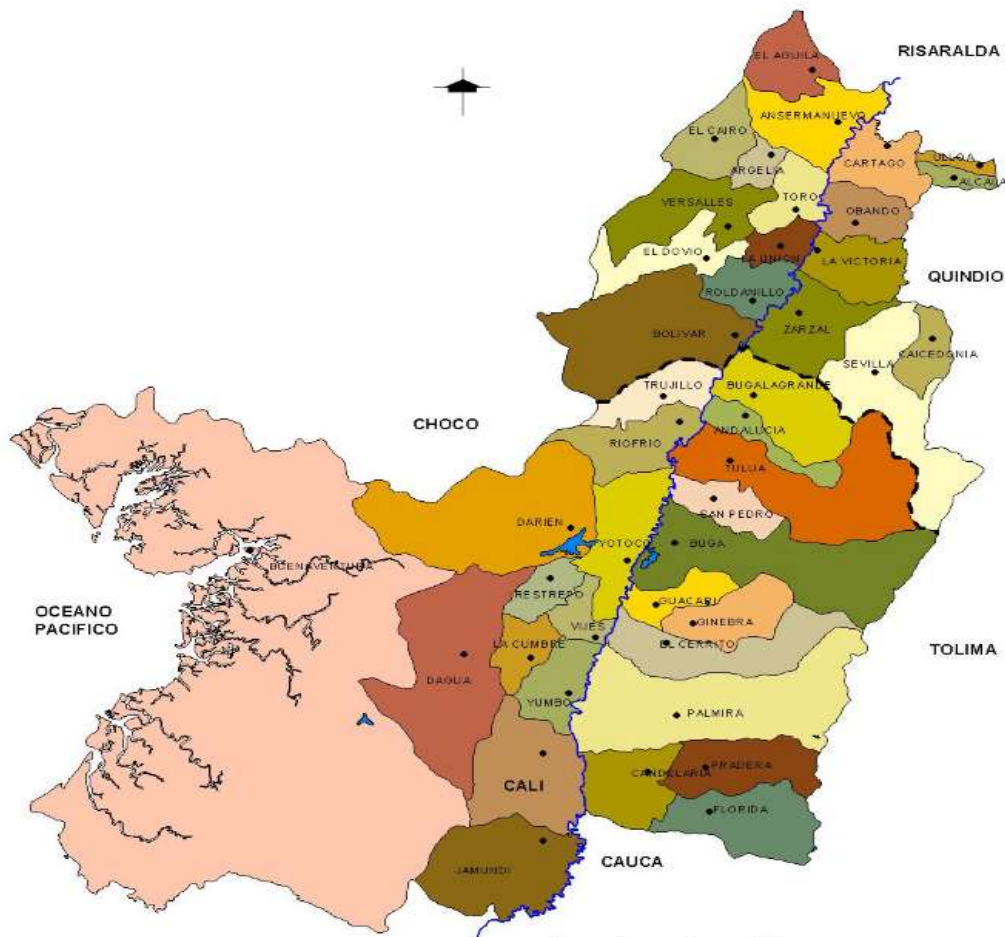 RISARALDA
EL AGUILA
ANSERMANUEVO
EL CAIRO
ARGELIA
CARTAGO
ULLOA
ALCALA
VERSALLES
TORO
OBANDO
EL DOVIO
LA UNION
LA VICTORIA
QUINDIO
ROLDANILLO
ZARZAL
BOLIVAR
SEVILLA
CAICEDONIA
TRUJILLO
BUGALAGRANDE
CHOCO
ANDALUCIA
RIOFRIO
TULUA
SAN PEDRO
DARIEN
YOTOCO
BUGA
BUENAVENTURA
RESTREPO
OCEANO
PACIFICO
GUACARI
GINEBRA
VIJES
LA CUMBRE
EL CERRITO
TOLIMA
DAGUA
YUMBO
PALMIRA
CANDELARIA
PRADERA
CALI
FLORIDA
CAUCA
JAMUNDI